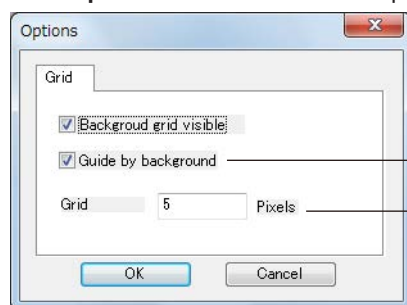 Options
Grid
Backgroud grid visible
Guide by background
Grid 5 Pixels
OK Cancel